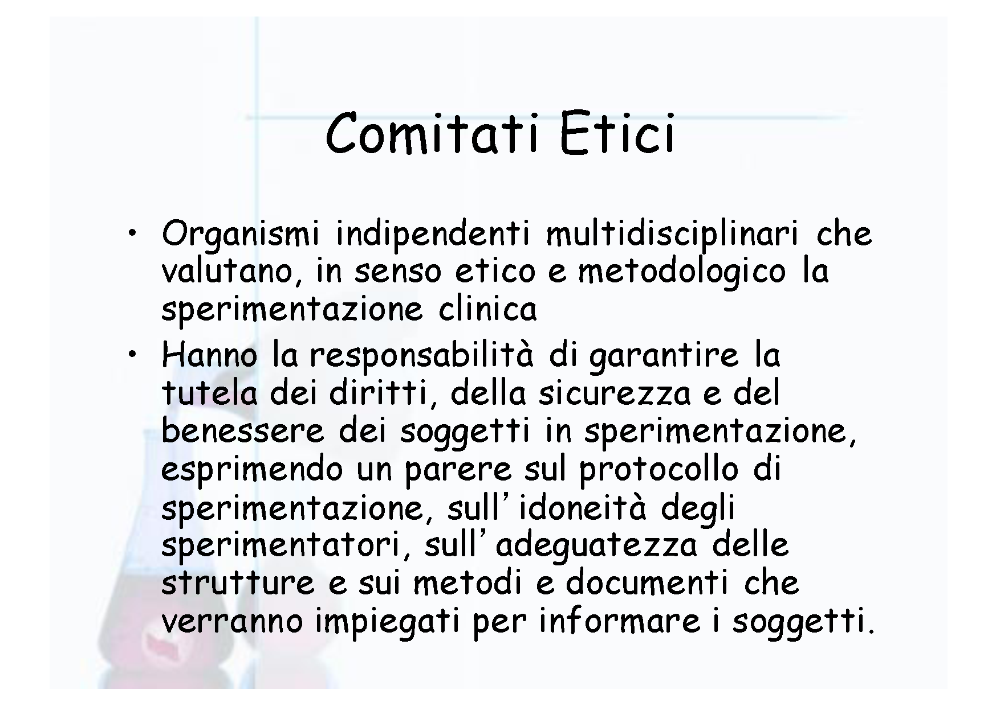 Comitati Etici
• Organismi indipendenti multidisciplinari che
valutano, in senso etico e metodologico la
sperimentazione clinica
• Hanno la responsabilità di garantire la
tutela dei diritti, della sicurezza e del
benessere dei soggetti in sperimentazione,
esprimendo un parere sul protocollo di
sperimentazione, sull’idoneità degli
sperimentatori, sull’adeguatezza delle
strutture e sui metodi e documenti che
verranno impiegati per informare i soggetti.